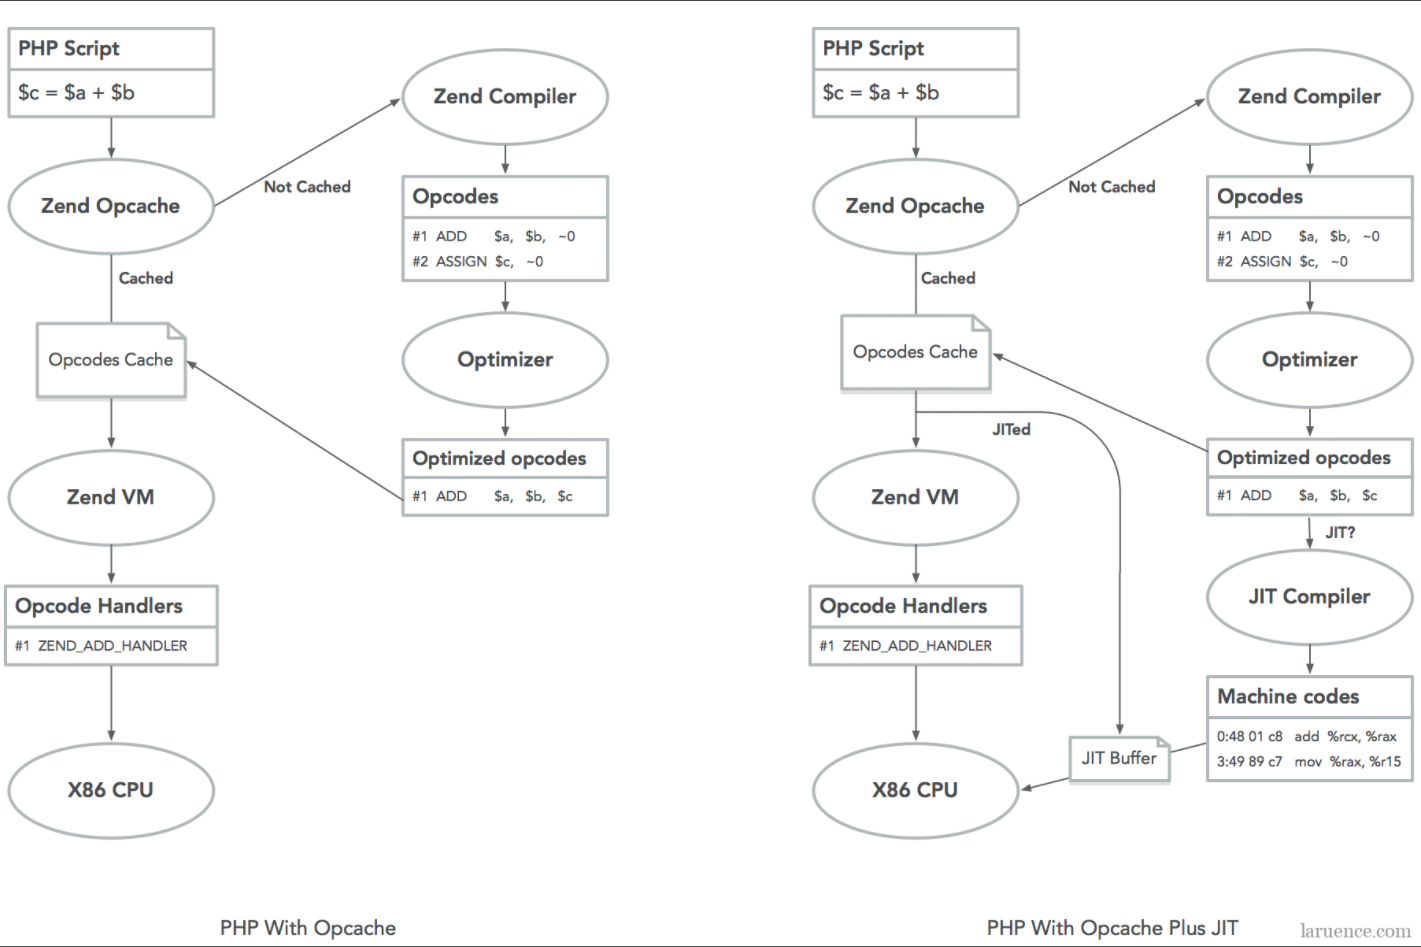 PHP Script
$c = $a + $b
Zend Opcache
Not Cached
Cached
Opcodes Cache
Zend VM
Opcode Handlers
#1 ZEND_ADD_HANDLER
X86 CPU
Zend Compiler
Opcodes
#1 ADD $a, $b, ~0
#2 ASSIGN $c, ~0
Optimizer
Optimized opcodes
#1 ADD $a, $b, $c
PHP With Opcache
PHP Script
$c = $a + $b
Zend Opcache
Not Cached
Cached
Opcodes Cache
JITed
Zend VM
Opcode Handlers
#1 ZEND_ADD_HANDLER
X86 CPU
Zend Compiler
Opcodes
#1 ADD $a, $b, ~0
#2 ASSIGN $c, ~0
Optimizer
Optimized opcodes
#1 ADD $a, $b, $c
JIT?
JIT Compiler
Machine codes
0:48 01 c8 add %rcx, %rax
3:49 89 c7 mov %rax, %r15
JIT Buffer
PHP With Opcache Plus JIT
laruence.com